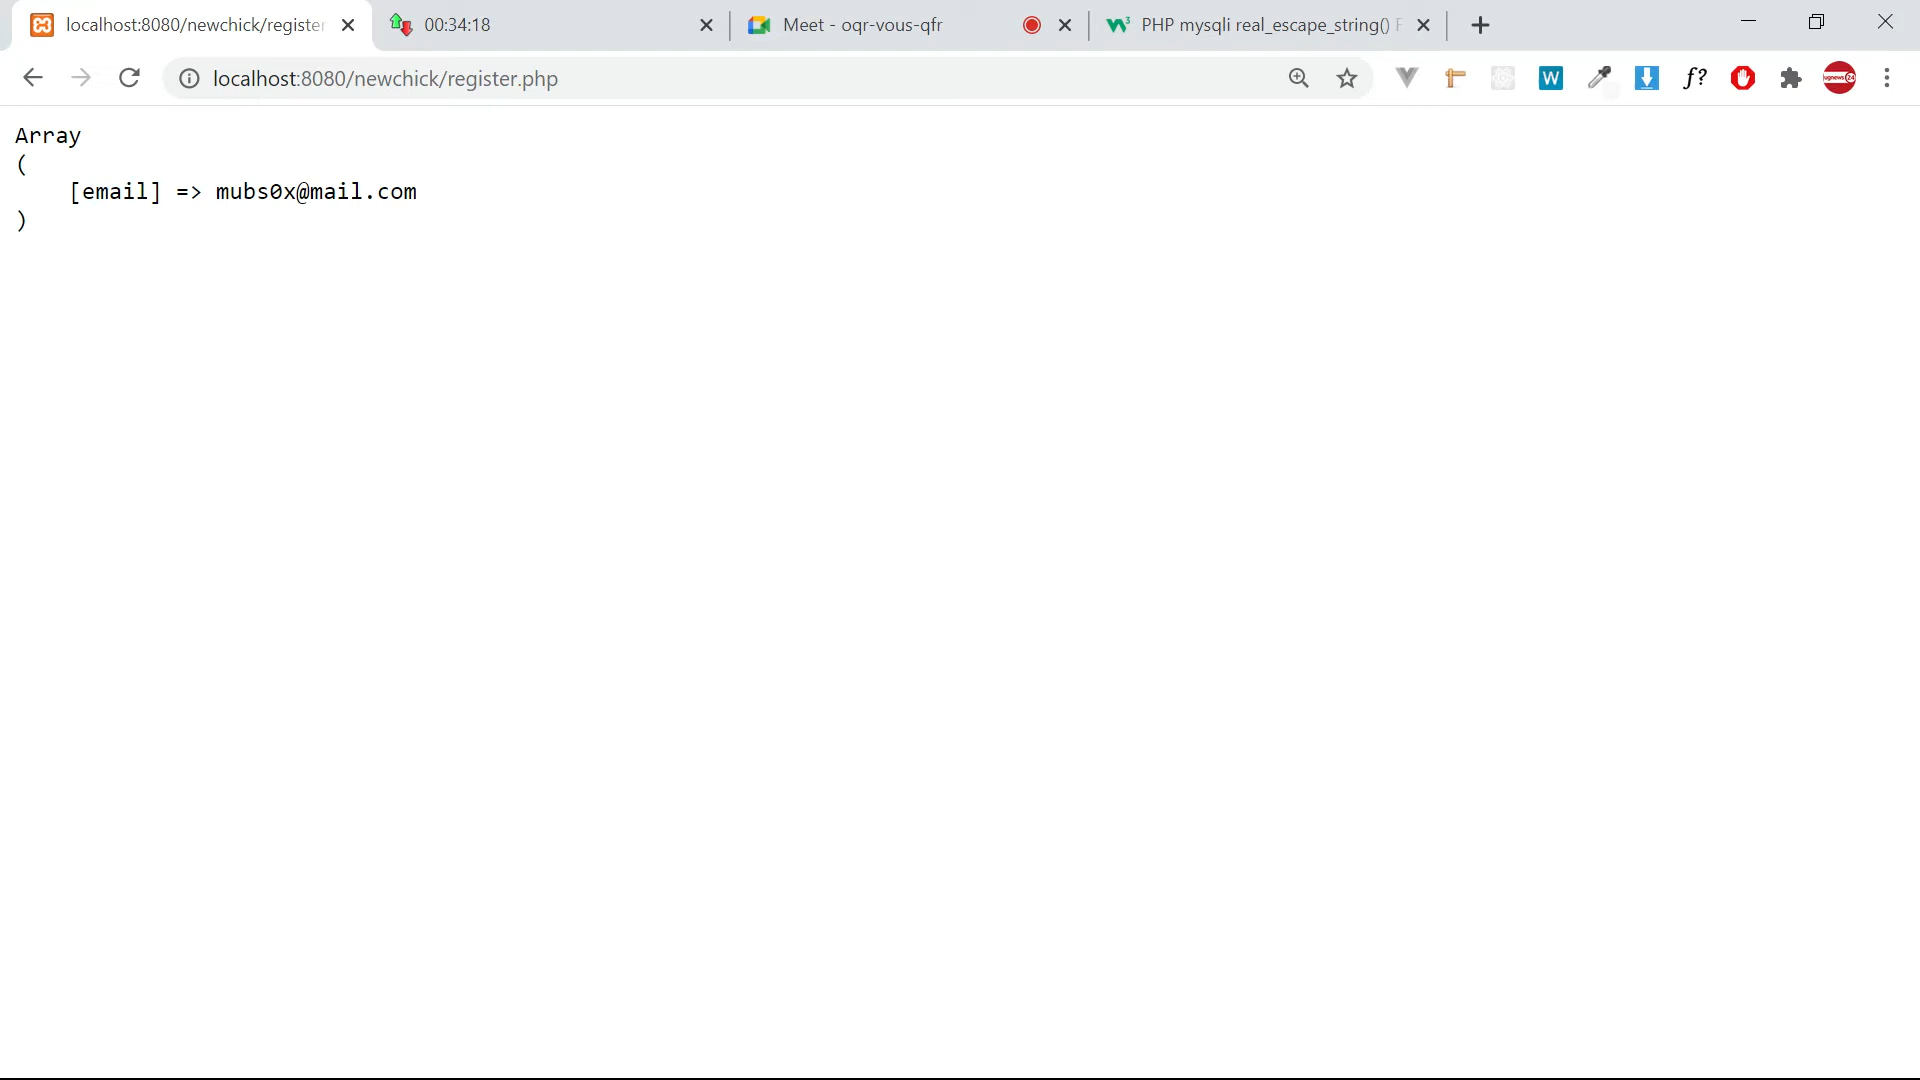 localhost:8080/newchick/register
00:34:18
Meet - oqr-vous-qfr
PHP mysqli real_escape_string() F
localhost:8080/newchick/register.php
W
f?
ugnews24
Array
(
[email] => mubs0x@mail.com
)